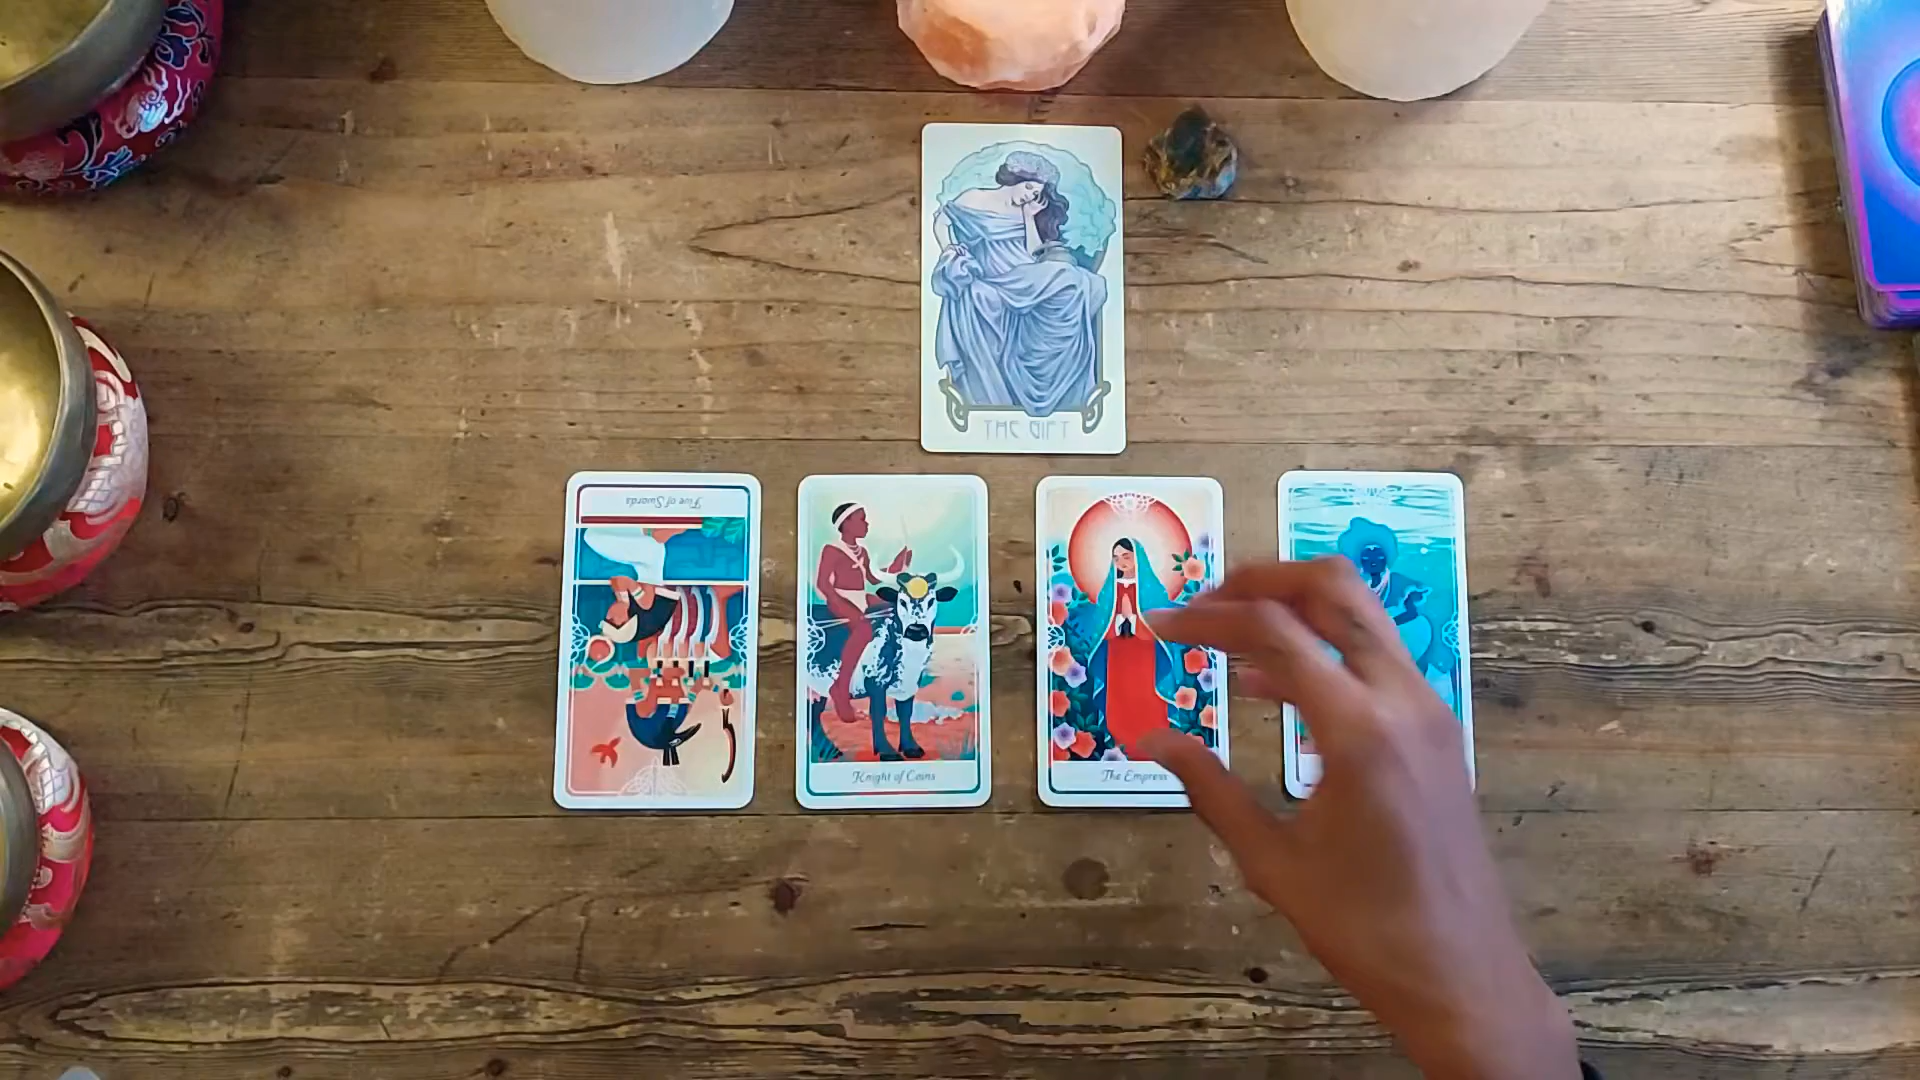 THE GIFT
Five of Swords
Knight of Coins
The Empress